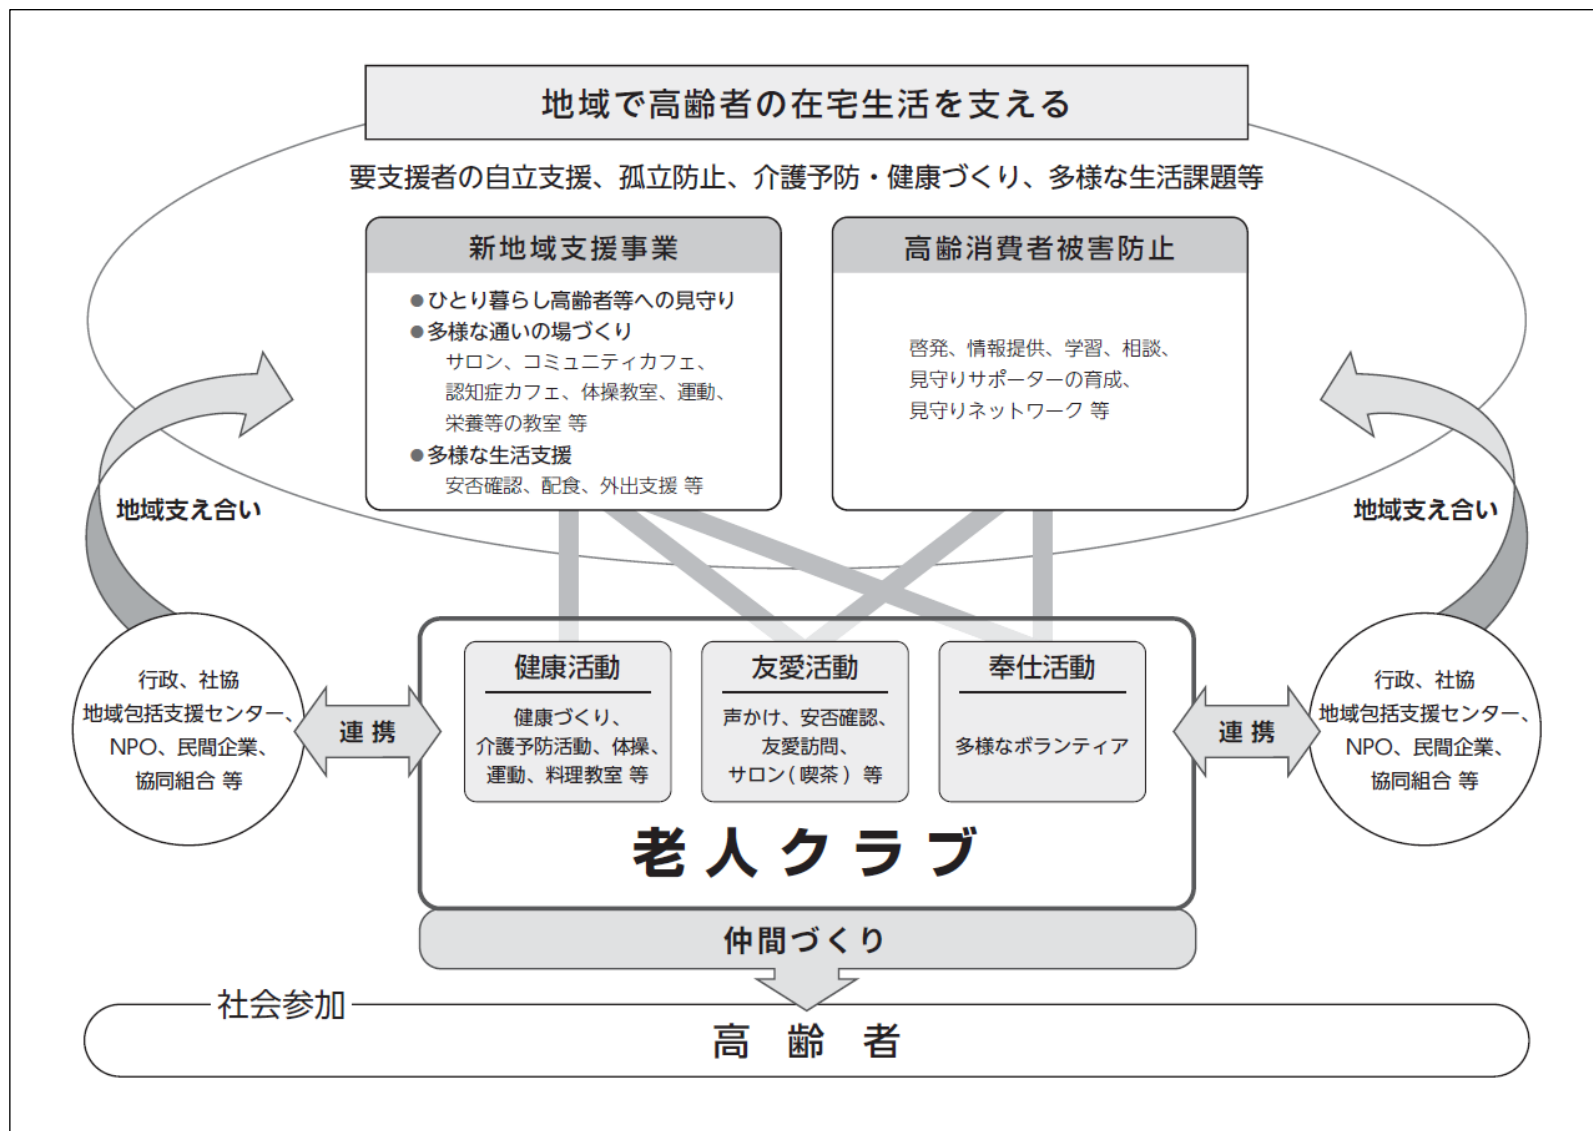 地域で高齢者の在宅生活を支える
要支援者の自立支援、孤立防止、介護予防・健康づくり、多様な生活課題等
新地域支援事業
●ひとり暮らし高齢者等への見守り
●多様な通いの場づくり
サロン、コミュニティカフェ、
認知症カフェ、体操教室、運動、
栄養等の教室 等
●多様な生活支援
安否確認、配食、外出支援 等
高齢消費者被害防止
啓発、情報提供、学習、相談、
見守りサポーターの育成、
見守りネットワーク 等
地域支え合い
地域支え合い
行政、社協
地域包括支援センター、
NPO、民間企業、
協同組合 等
連携
健康活動
健康づくり、
介護予防活動、体操、
運動、料理教室 等
友愛活動
声かけ、安否確認、
友愛訪問、
サロン(喫茶) 等
奉仕活動
多様なボランティア
連携
行政、社協
地域包括支援センター、
NPO、民間企業、
協同組合 等
老人クラブ
仲間づくり
社会参加
高齢者